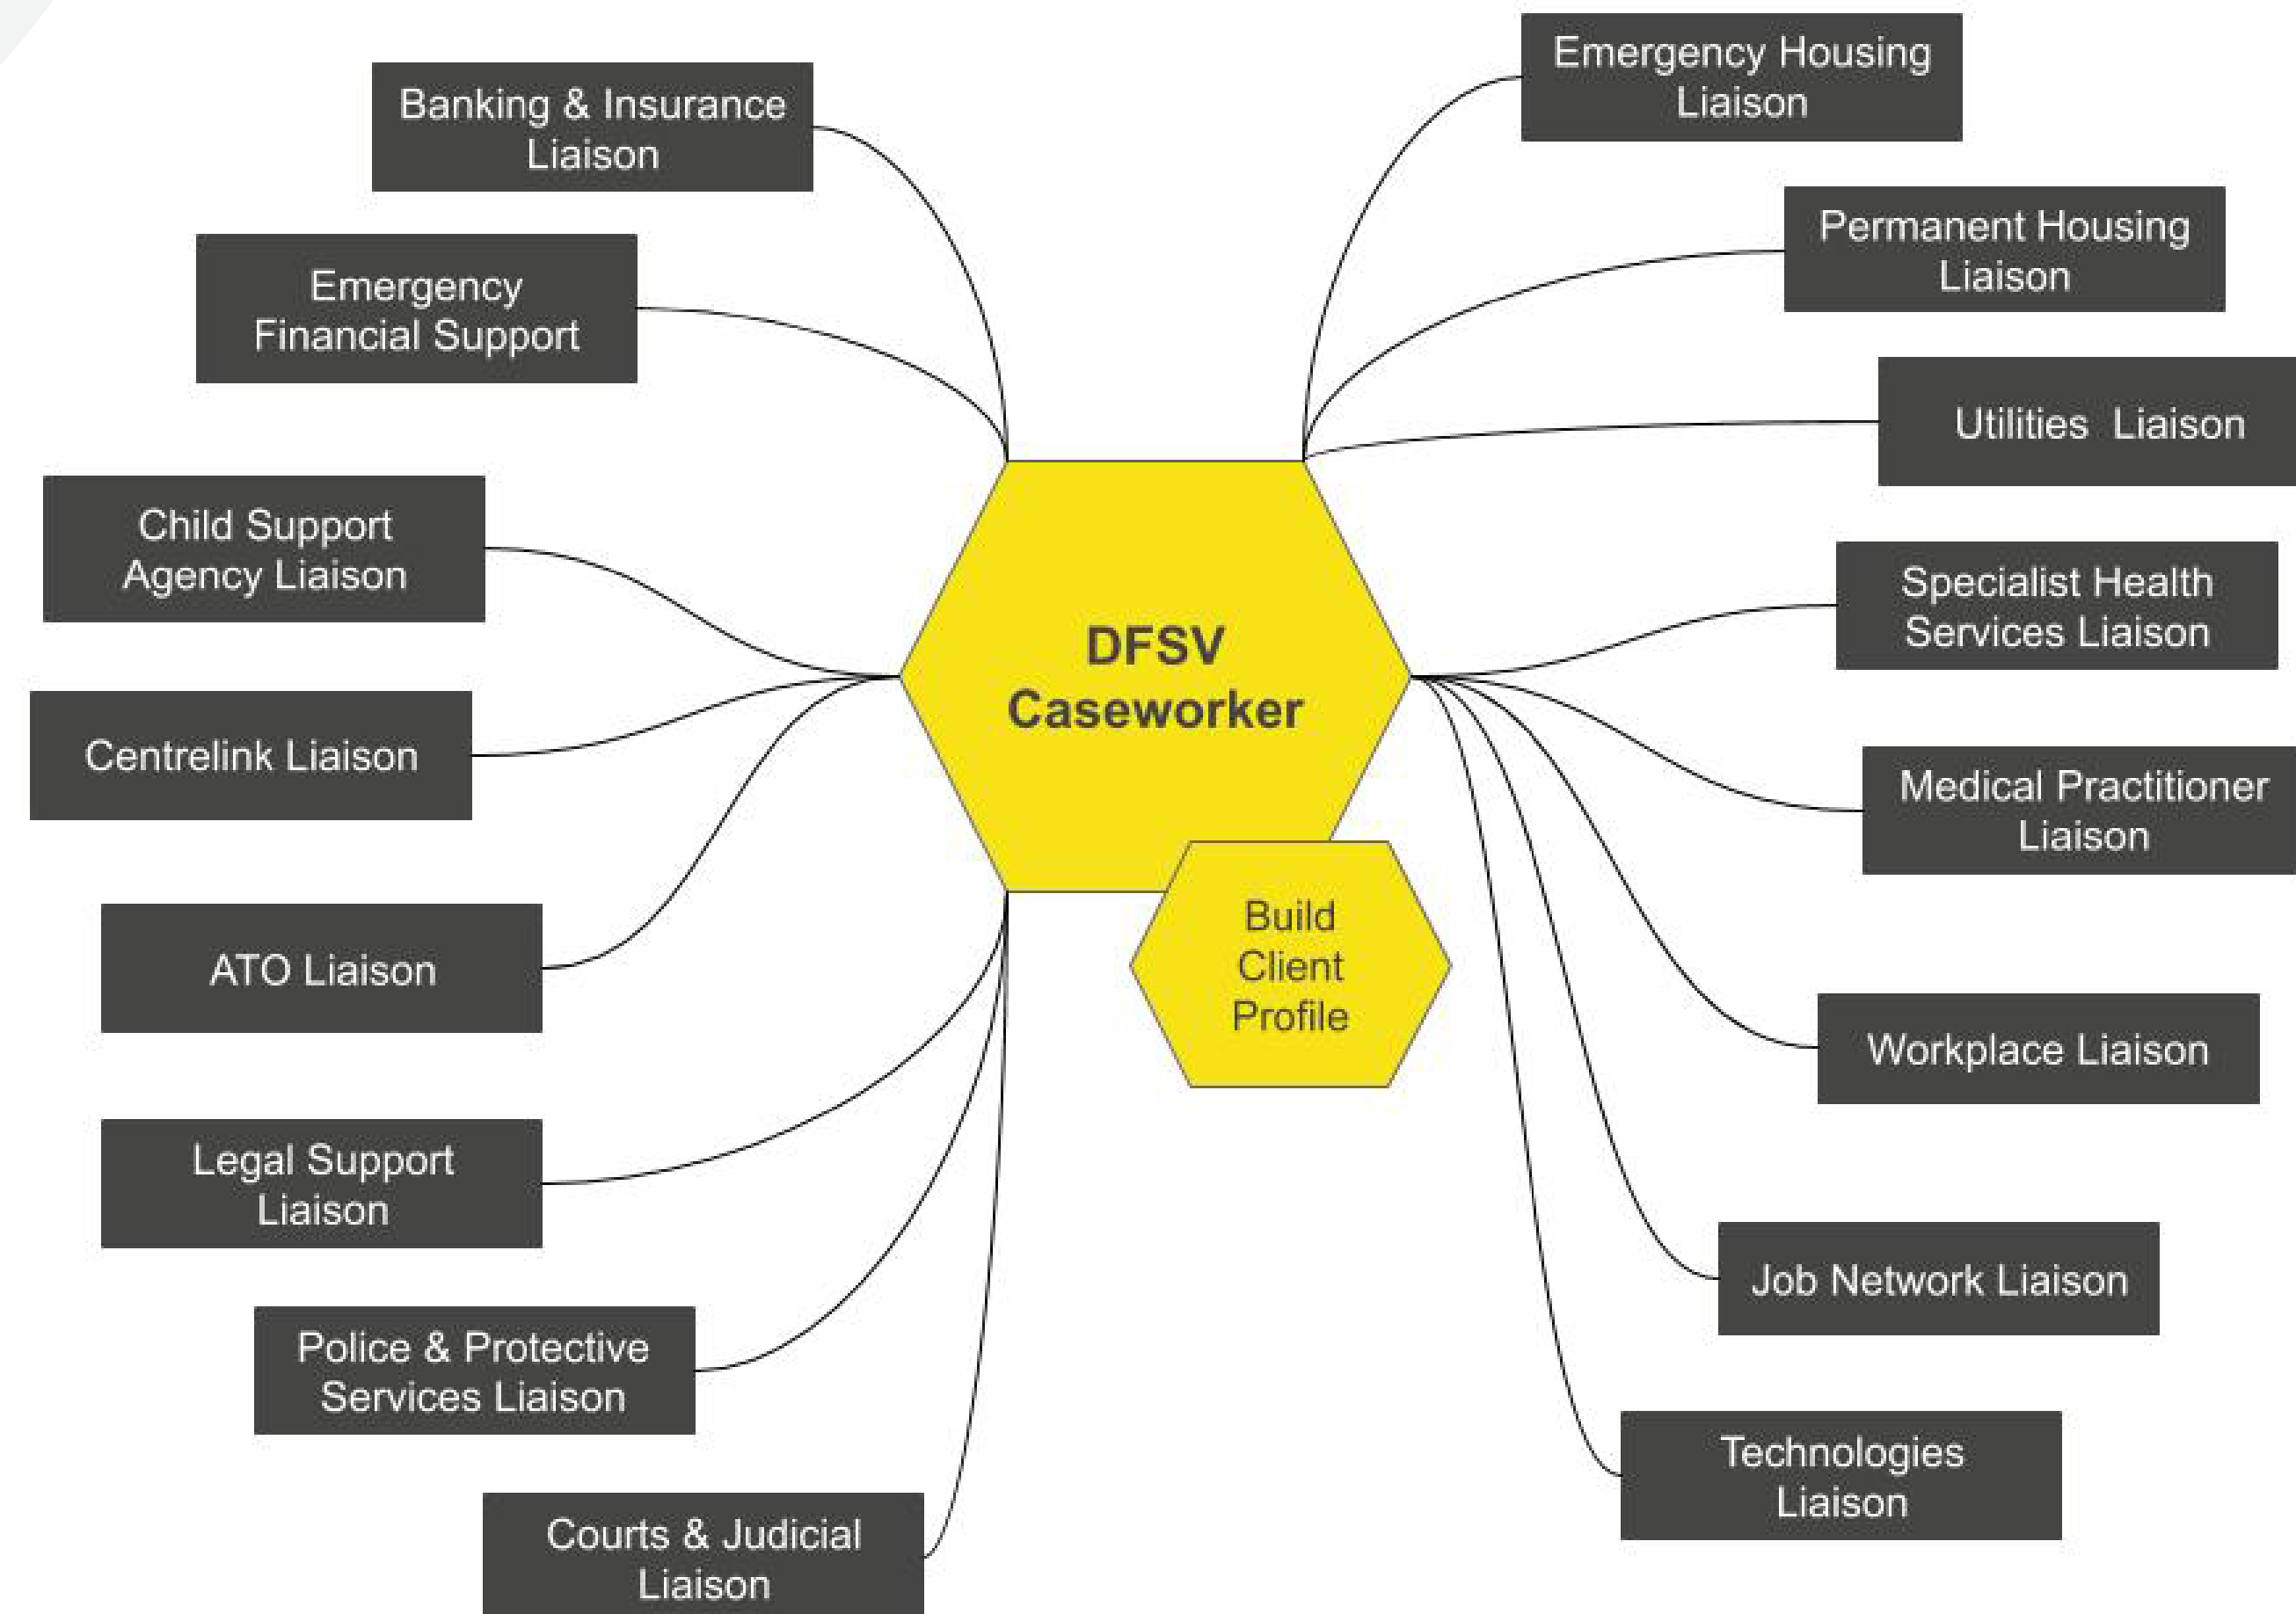 Banking & Insurance
Liaison
Emergency
Financial Support
Child Support
Agency Liaison
Centrelink Liaison
ATO Liaison
Legal Support
Liaison
Police & Protective
Services Liaison
Courts & Judicial
Liaison
DFSV
Caseworker
Build
Client
Profile
Emergency Housing
Liaison
Permanent Housing
Liaison
Utilities  Liaison
Specialist Health
Services Liaison
Medical Practitioner
Liaison
Workplace Liaison
Job Network Liaison
Technologies
Liaison